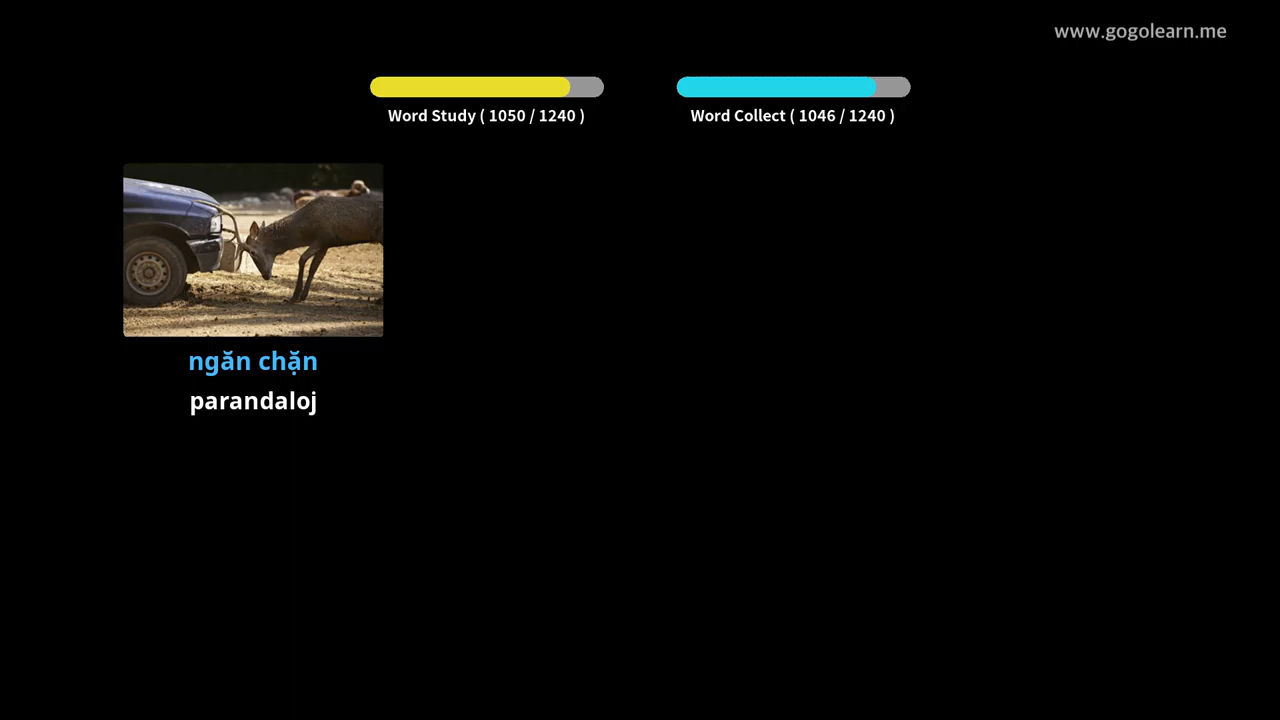 www.gogolearn.me
Word Study ( 1050 / 1240 )
Word Collect ( 1046 / 1240 )
ngăn chặn
parandaloj